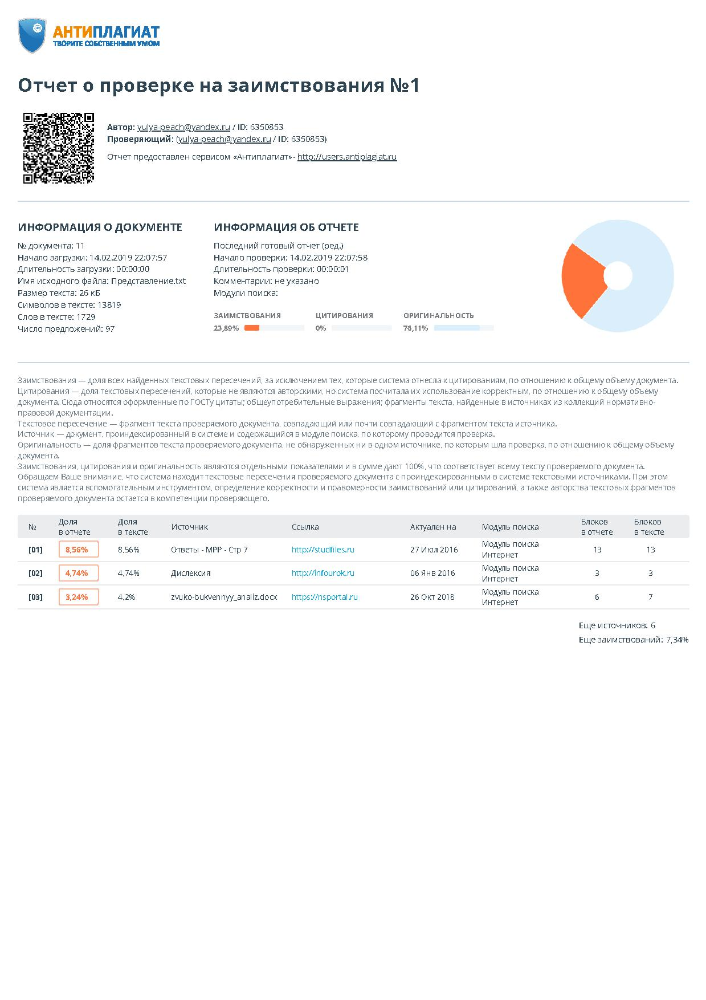 АНТИПЛАГИАТ
ТВОРИТЕ СОБСТВЕННЫМ УМОМ
Отчет о проверке на заимствования №1
Автор: yulya-peach@yandex.ru / ID: 6350853
Проверяющий: (yulya-peach@yandex.ru / ID: 6350853)
Отчет предоставлен сервисом «Антиплагиат»- http://users.antiplagiat.ru
ИНФОРМАЦИЯ О ДОКУМЕНТЕ
№ документа: 11
Начало загрузки: 14.02.2019 22:07:57
Длительность загрузки: 00:00:00
Имя исходного файла: Представление.txt
Размер текста: 26 кБ
Символов в тексте: 13819
Слов в тексте: 1729
Число предложений: 97
ИНФОРМАЦИЯ ОБ ОТЧЕТЕ
Последний готовый отчет (ред.)
Начало проверки: 14.02.2019 22:07:58
Длительность проверки: 00:00:01
Комментарии: не указано
Модули поиска:
ЗАИМСТВОВАНИЯ ЦИТИРОВАНИЯ ОРИГИНАЛЬНОСТЬ
23,89% 0% 76,11%
Заимствования — доля всех найденных текстовых пересечений, за исключением тех, которые система отнесла к цитированиям, по отношению к общему объему документа.
Цитирования — доля текстовых пересечений, которые не являются авторскими, но система посчитала их использование корректным, по отношению к общему объему
документа. Сюда относятся оформленные по ГОСТу цитаты; общеупотребительные выражения; фрагменты текста, найденные в источниках из коллекций нормативно-
правовой документации.
Текстовое пересечение — фрагмент текста проверяемого документа, совпадающий или почти совпадающий с фрагментом текста источника.
Источник — документ, проиндексированный в системе и содержащийся в модуле поиска, по которому проводится проверка.
Оригинальность — доля фрагментов текста проверяемого документа, не обнаруженных ни в одном источнике, по которым шла проверка, по отношению к общему объему
документа.
Заимствования, цитирования и оригинальность являются отдельными показателями и в сумме дают 100%, что соответствует всему тексту проверяемого документа.
Обращаем Ваше внимание, что система находит текстовые пересечения проверяемого документа с проиндексированными в системе текстовыми источниками. При этом
система является вспомогательным инструментом, определение корректности и правомерности заимствований или цитирований, а также авторства текстовых фрагментов
проверяемого документа остается в компетенции проверяющего.
№ Доля в отчете Доля в тексте Источник Ссылка Актуален на Модуль поиска Блоков в отчете Блоков в тексте
[01] 8,56% 8,56% Ответы - МРР - Стр 7 http://studfiles.ru 27 Июл 2016 Модуль поиска Интернет 13 13
[02] 4,74% 4,74% Дислексия http://infourok.ru 06 Янв 2016 Модуль поиска Интернет 3 3
[03] 3,24% 4,2% zvuko-bukvennyy_analiz.docx https://nsportal.ru 26 Окт 2018 Модуль поиска Интернет 6 7
Еще источников: 6
Еще заимствований: 7,34%